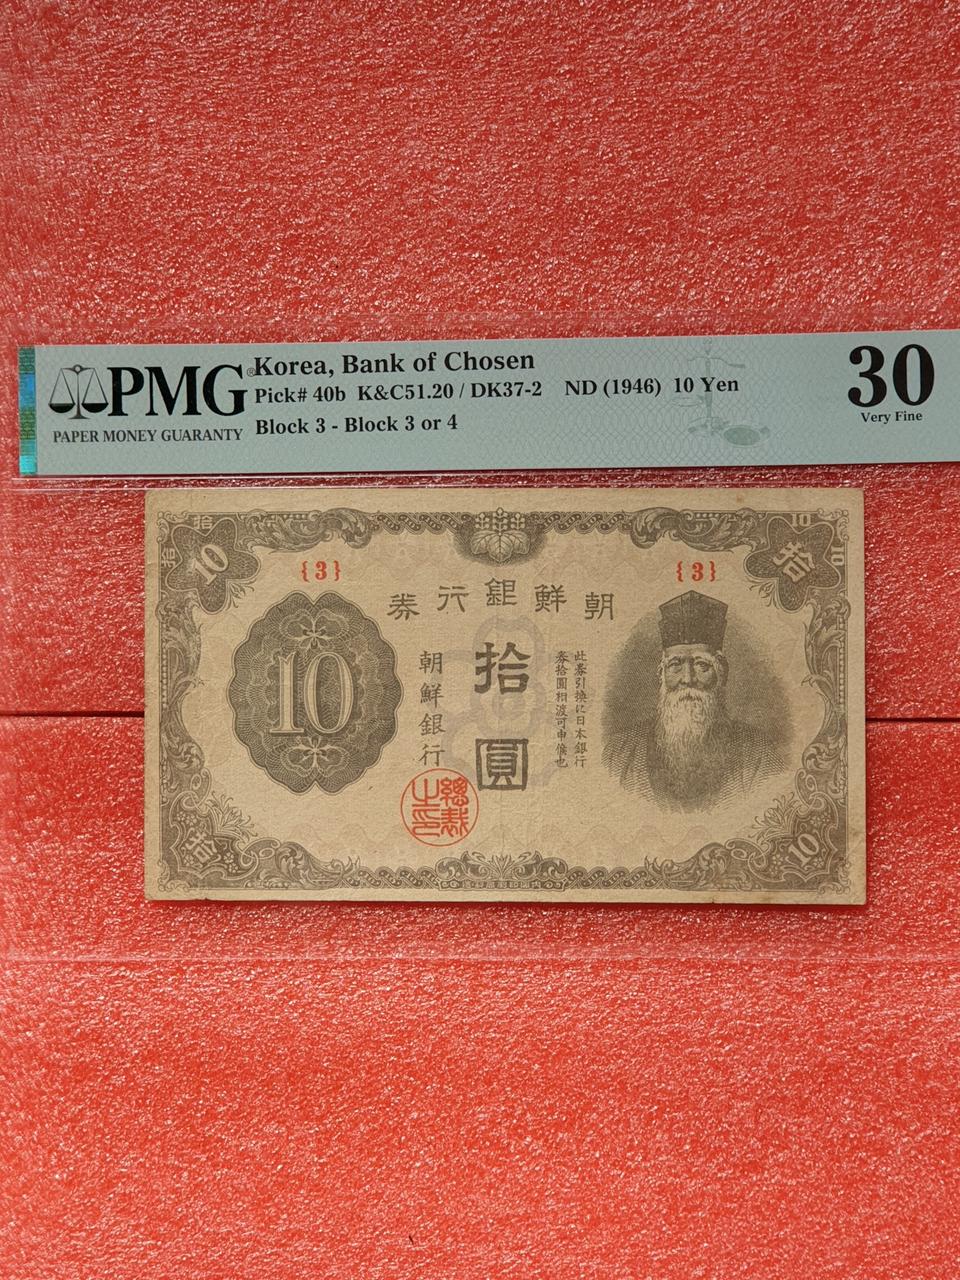 PMG®
PAPER MONEY GUARANTY
Korea, Bank of Chosen
Pick# 40b K&C51.20 / DK37-2 ND (1946) 10 Yen
Block 3 - Block 3 or 4
30
Very Fine
拾
10
拾
10
10
拾
10
{3}
{3}
券行銀鮮朝
10
朝鮮銀行
拾圓
此券引換に日本銀行
券拾圓相渡可申候也
總裁之印
拾
10